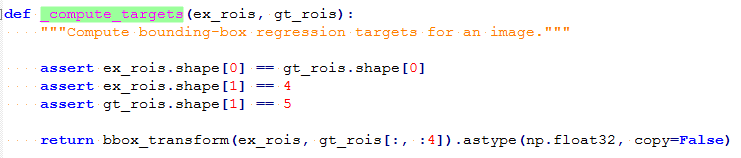 def _compute_targets(ex_rois, gt_rois):
    """Compute bounding-box regression targets for an image."""
    assert ex_rois.shape[0] == gt_rois.shape[0]
    assert ex_rois.shape[1] == 4
    assert gt_rois.shape[1] == 5
    return bbox_transform(ex_rois, gt_rois[:, :4]).astype(np.float32, copy=False)